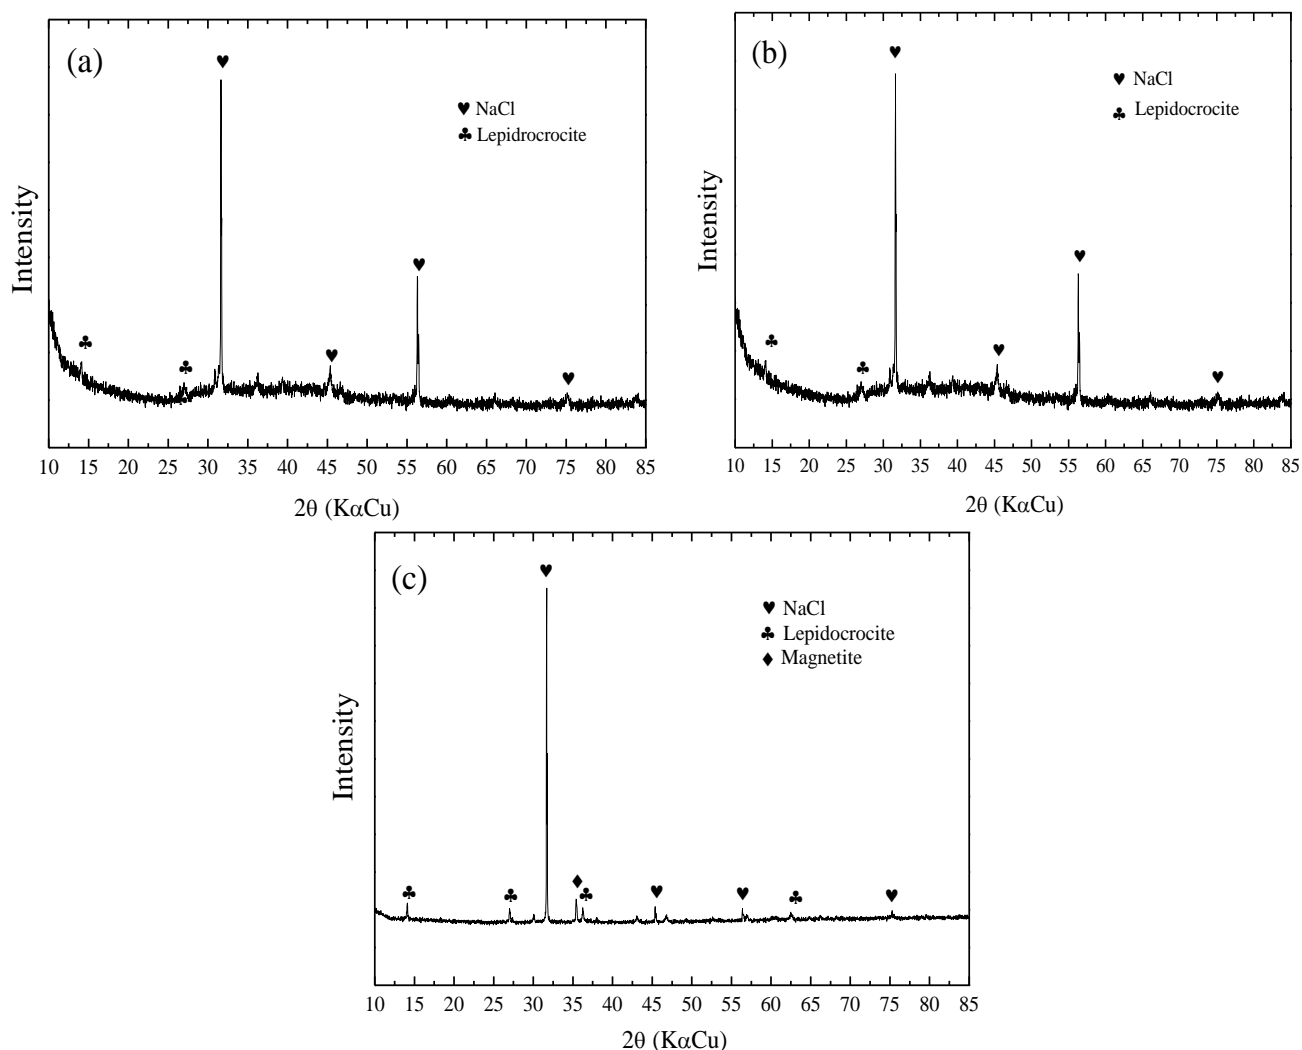 (a)
♥ NaCl
♣ Lepidrocrocite
Intensity
10 15 20 25 30 35 40 45 50 55 60 65 70 75 80 85
2θ (KαCu)
(b)
♥ NaCl
♣ Lepidocrocite
Intensity
10 15 20 25 30 35 40 45 50 55 60 65 70 75 80 85
2θ (KαCu)
(c)
♥ NaCl
♣ Lepidocrocite
♦ Magnetite
Intensity
10 15 20 25 30 35 40 45 50 55 60 65 70 75 80 85
2θ (KαCu)